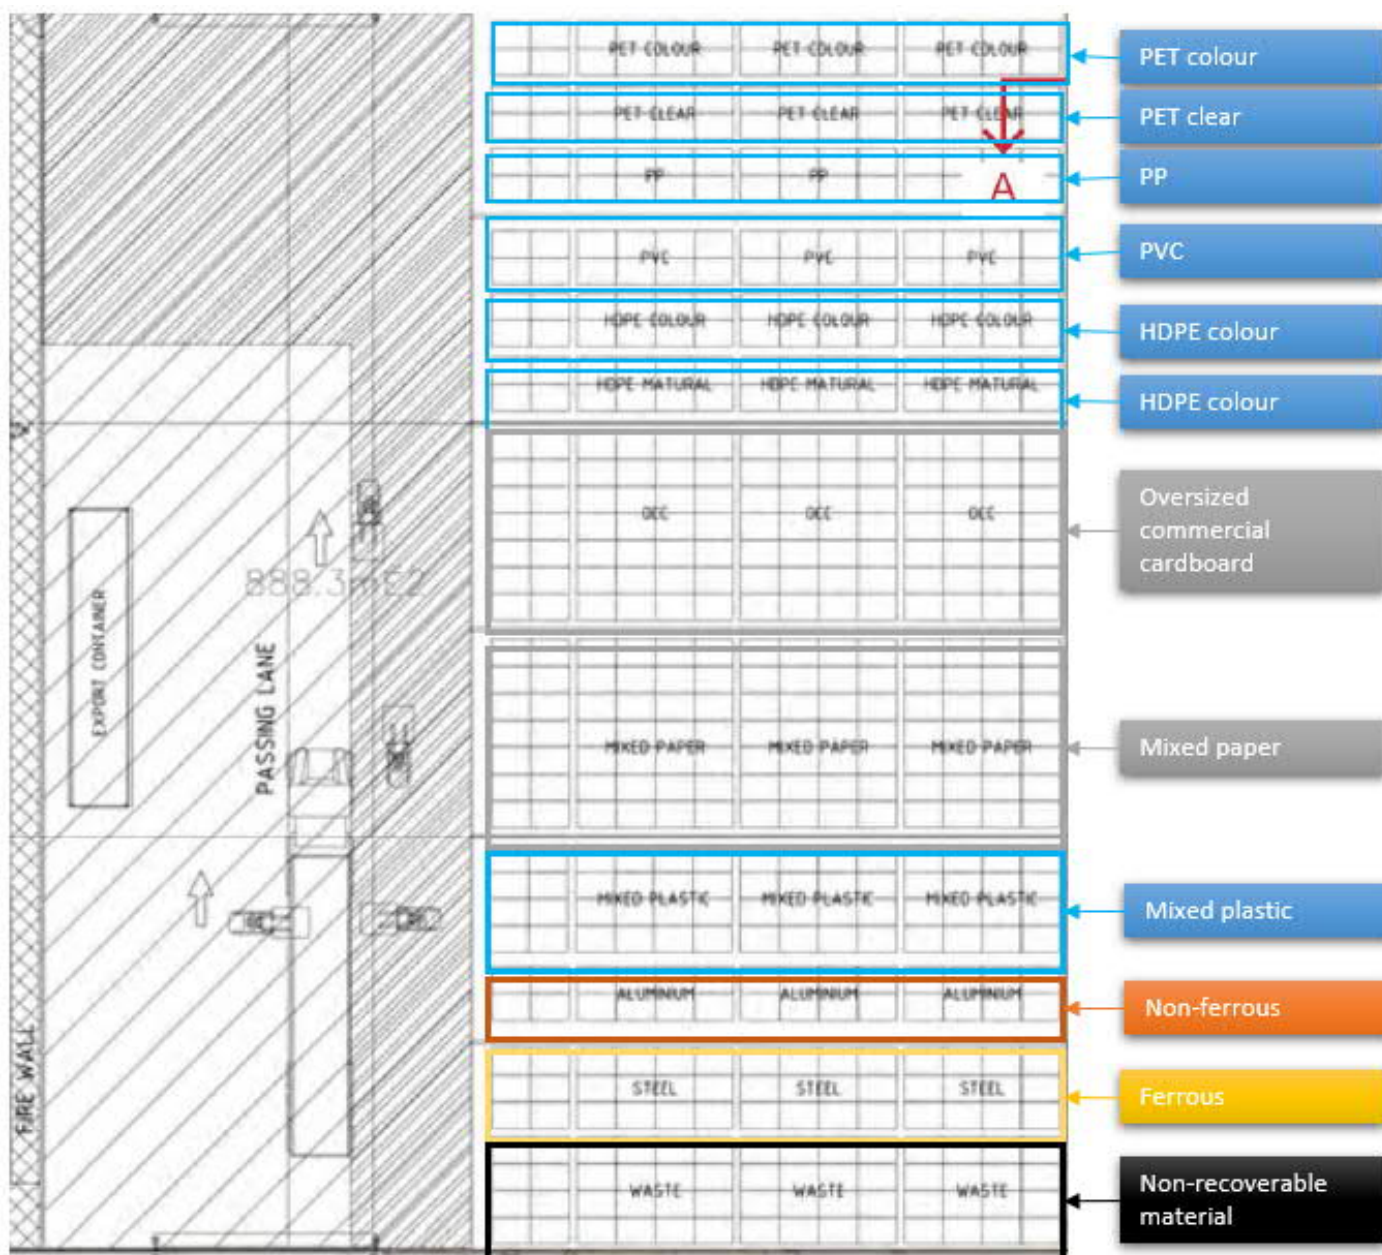 PET COLOUR PET COLOUR PET COLOUR PET colour
PET CLEAR PET CLEAR PET CLEAR PET clear
PP PP A PP
PVC PVC PVC PVC
HDPE COLOUR HDPE COLOUR HDPE COLOUR HDPE colour
HDPE NATURAL HDPE NATURAL HDPE NATURAL HDPE colour
OCC OCC OCC
Oversized
commercial
cardboard
888.3m£2
EXPORT CONTAINER
PASSING LANE
MIXED PAPER MIXED PAPER MIXED PAPER Mixed paper
MIXED PLASTIC MIXED PLASTIC MIXED PLASTIC Mixed plastic
ALUMINIUM ALUMINIUM ALUMINIUM Non-ferrous
FIRE WALL
STEEL STEEL STEEL Ferrous
WASTE WASTE WASTE
Non-recoverable
material